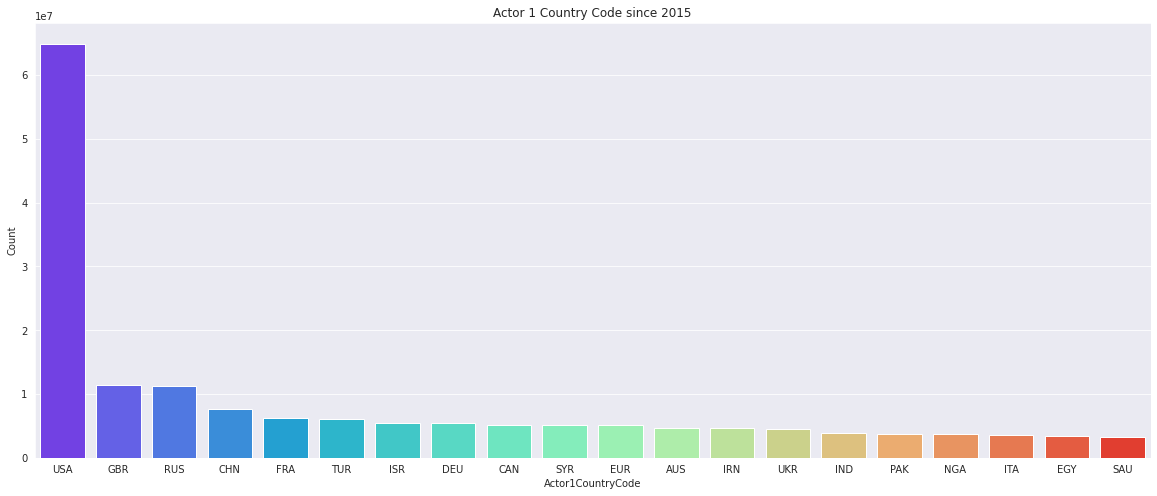 Actor 1 Country Code since 2015
1e7
6
5
4
3
2
1
0
Count
USA GBR RUS CHN FRA TUR ISR DEU CAN SYR EUR AUS IRN UKR IND PAK NGA ITA EGY SAU
Actor1CountryCode